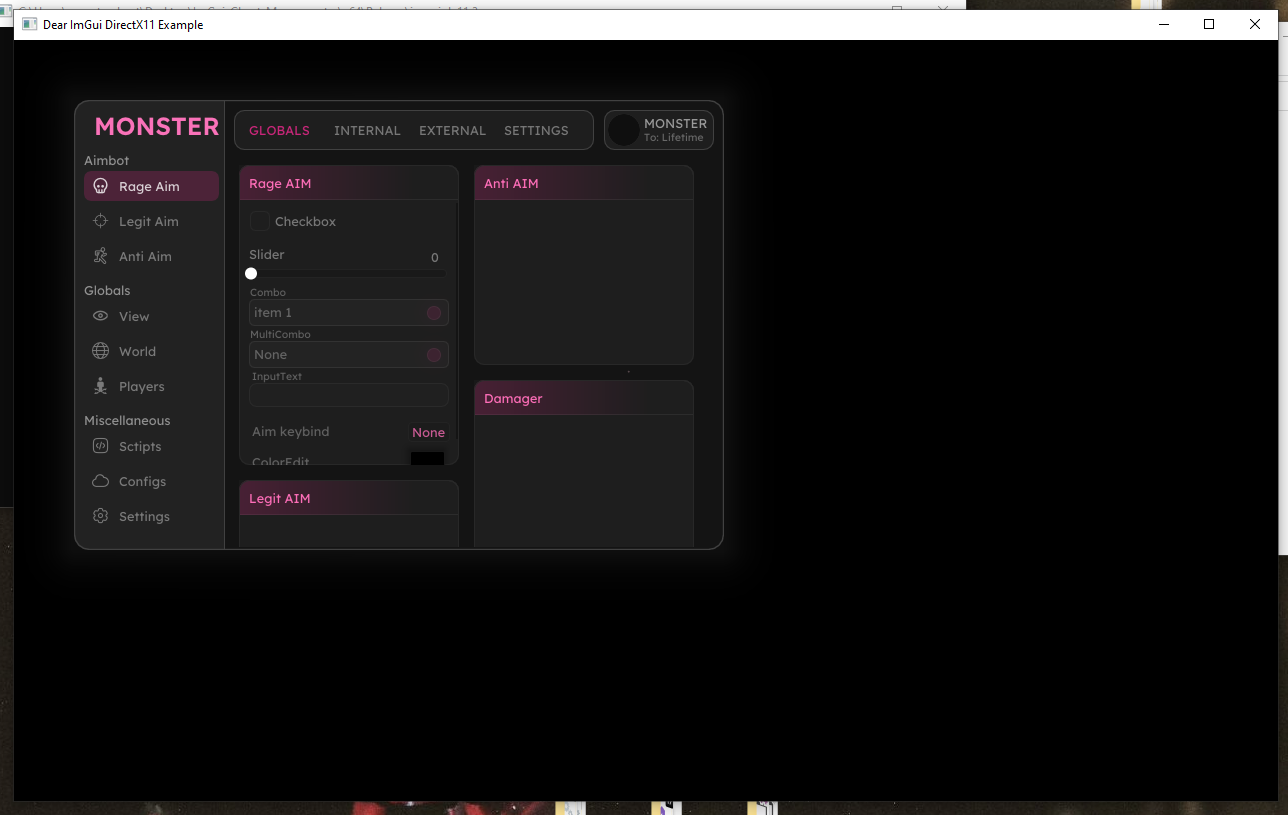 Dear ImGui DirectX11 Example
MONSTER
Aimbot
Rage Aim
Legit Aim
Anti Aim
Globals
View
World
Players
Miscellaneous
Sctipts
Configs
Settings
GLOBALS INTERNAL EXTERNAL SETTINGS
MONSTER
To: Lifetime
Rage AIM
Checkbox
Slider 0
Combo
item 1
MultiCombo
None
InputText
Aim keybind None
ColorEdit
Legit AIM
Anti AIM
Damager